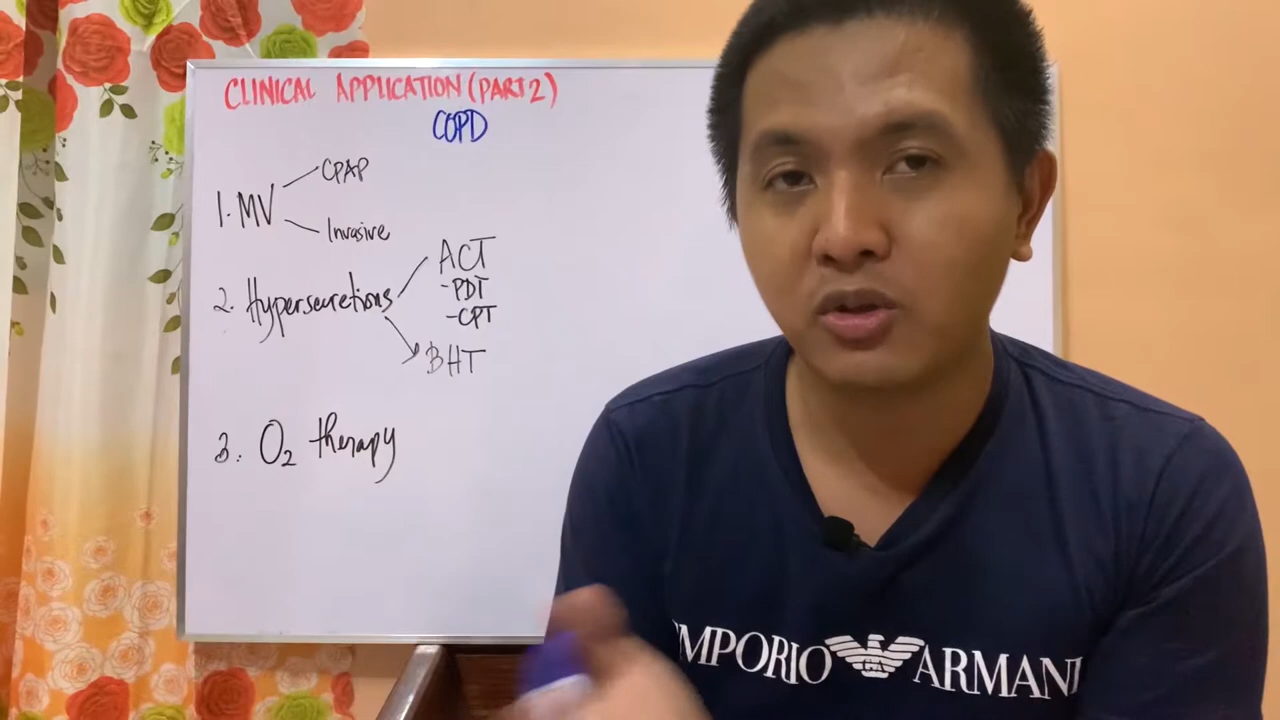 CLINICAL APPLICATION (PART 2)
COPD
1. MV
CPAP
Invasive
2. Hypersecretions
ACT
- PDT
- CPT
BHT
3. O2 therapy
EMPORIO ARMANI